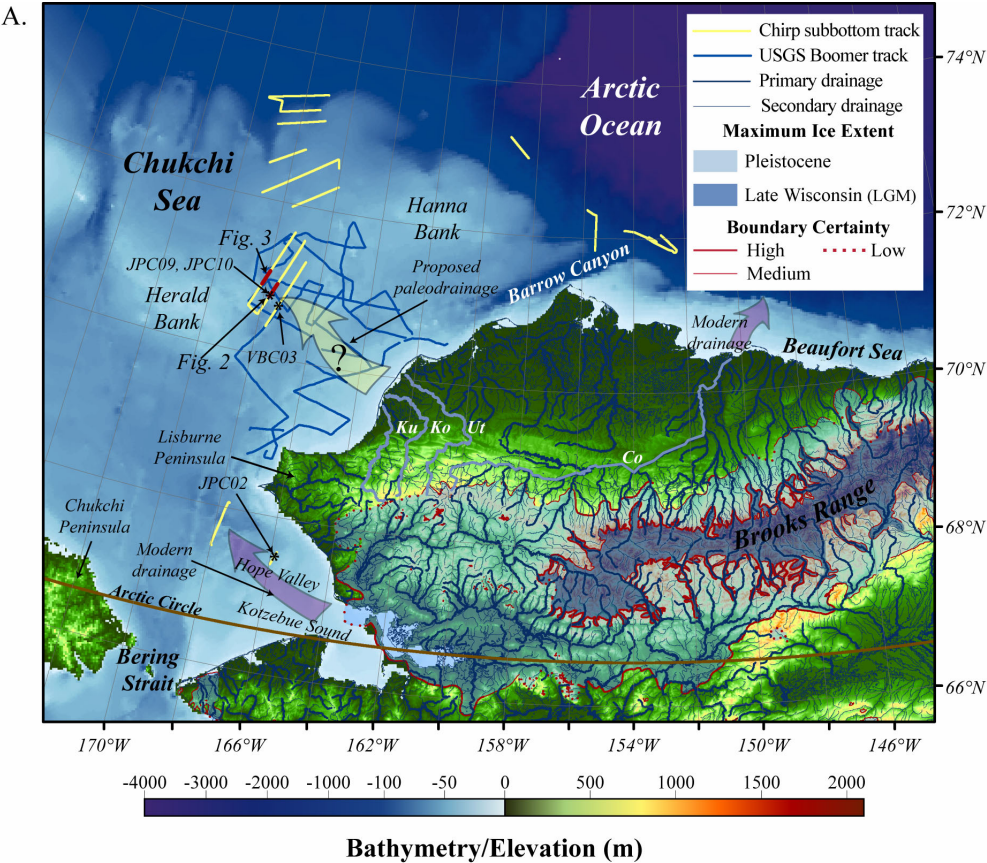 A.
Chirp subbottom track
USGS Boomer track
Primary drainage
Secondary drainage
Maximum Ice Extent
Pleistocene
Late Wisconsin (LGM)
Boundary Certainty
High
Low
Medium
Arctic
Ocean
Chukchi
Sea
Hanna
Bank
Fig. 3
JPC09, JPC10
Herald
Bank
Fig. 2
VBC03
Proposed
paleodrainage
?
Barrow Canyon
Modern
drainage
Beaufort Sea
Ku
Ko
Ut
Co
Lisburne
Peninsula
JPC02
Chukchi
Peninsula
Modern
drainage
Hope Valley
Kotzebue Sound
Arctic Circle
Bering
Strait
Brooks Range
74°N
72°N
70°N
68°N
66°N
170°W
166°W
162°W
158°W
154°W
150°W
146°W
-4000
-3000
-2000
-1000
-100
-50
0
500
1000
1500
2000
Bathymetry/Elevation (m)